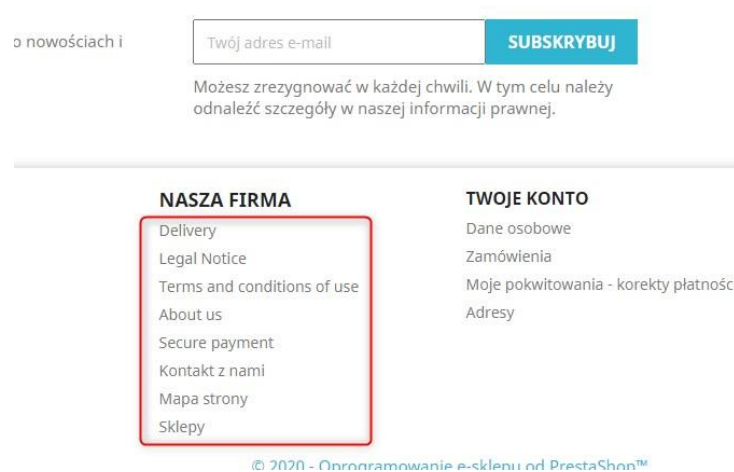 o nowościach i
Twój adres e-mail
SUBSKRYBUJ
Możesz zrezygnować w każdej chwili. W tym celu należy
odnaleźć szczegóły w naszej informacji prawnej.
NASZA FIRMA
Delivery
Legal Notice
Terms and conditions of use
About us
Secure payment
Kontakt z nami
Mapa strony
Sklepy
TWOJE KONTO
Dane osobowe
Zamówienia
Moje pokwitowania - korekty płatnośc
Adresy
© 2020 - Oprogramowanie e-sklepu od PrestaShop™